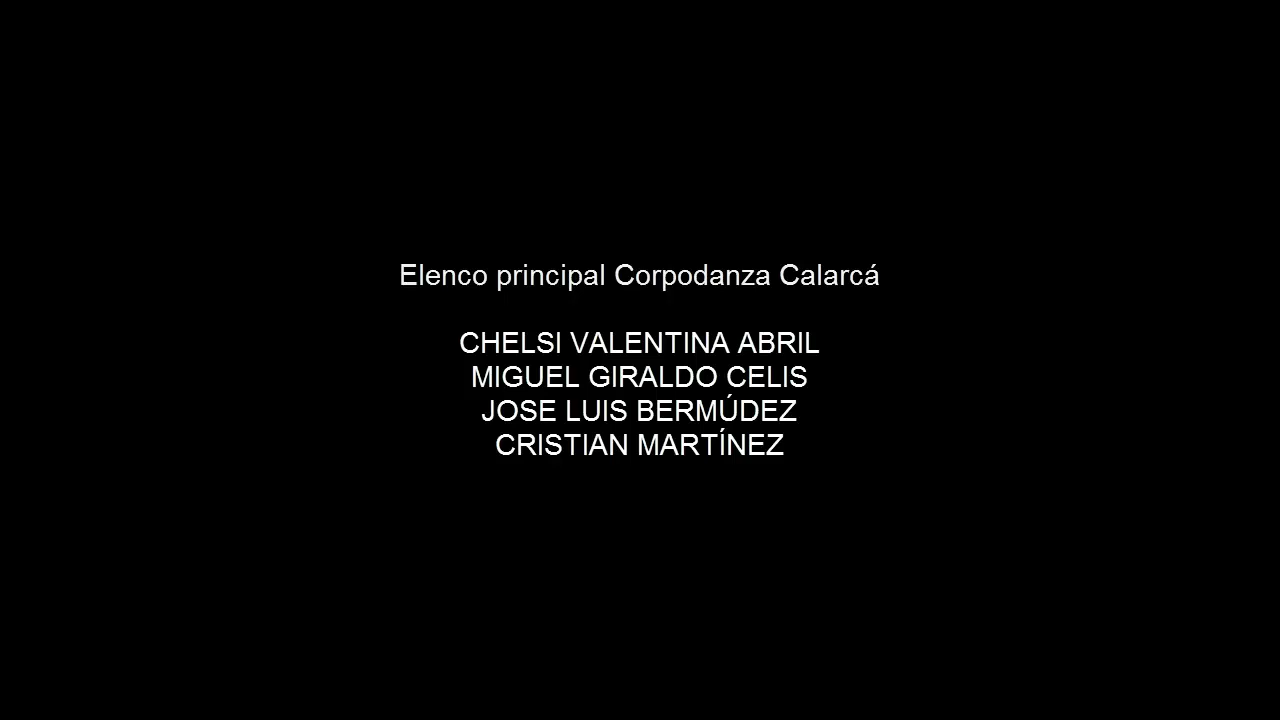 Elenco principal Corpodanza Calarcá
CHELSI VALENTINA ABRIL
MIGUEL GIRALDO CELIS
JOSE LUIS BERMÚDEZ
CRISTIAN MARTÍNEZ